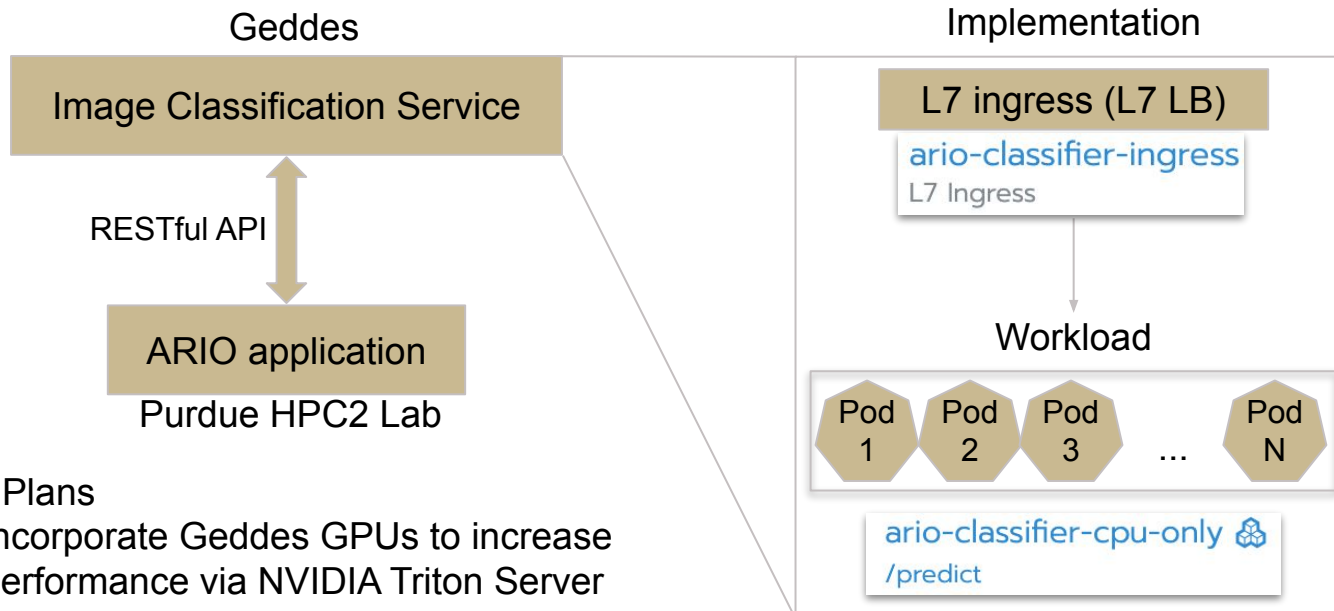 Geddes
Image Classification Service
RESTful API
ARIO application
Purdue HPC2 Lab
Plans
ncorporate Geddes GPUs to increase
erformance via NVIDIA Triton Server
Implementation
L7 ingress (L7 LB)
ario-classifier-ingress
L7 Ingress
Workload
Pod
1
Pod
2
Pod
3
...
Pod
N
ario-classifier-cpu-only
/predict